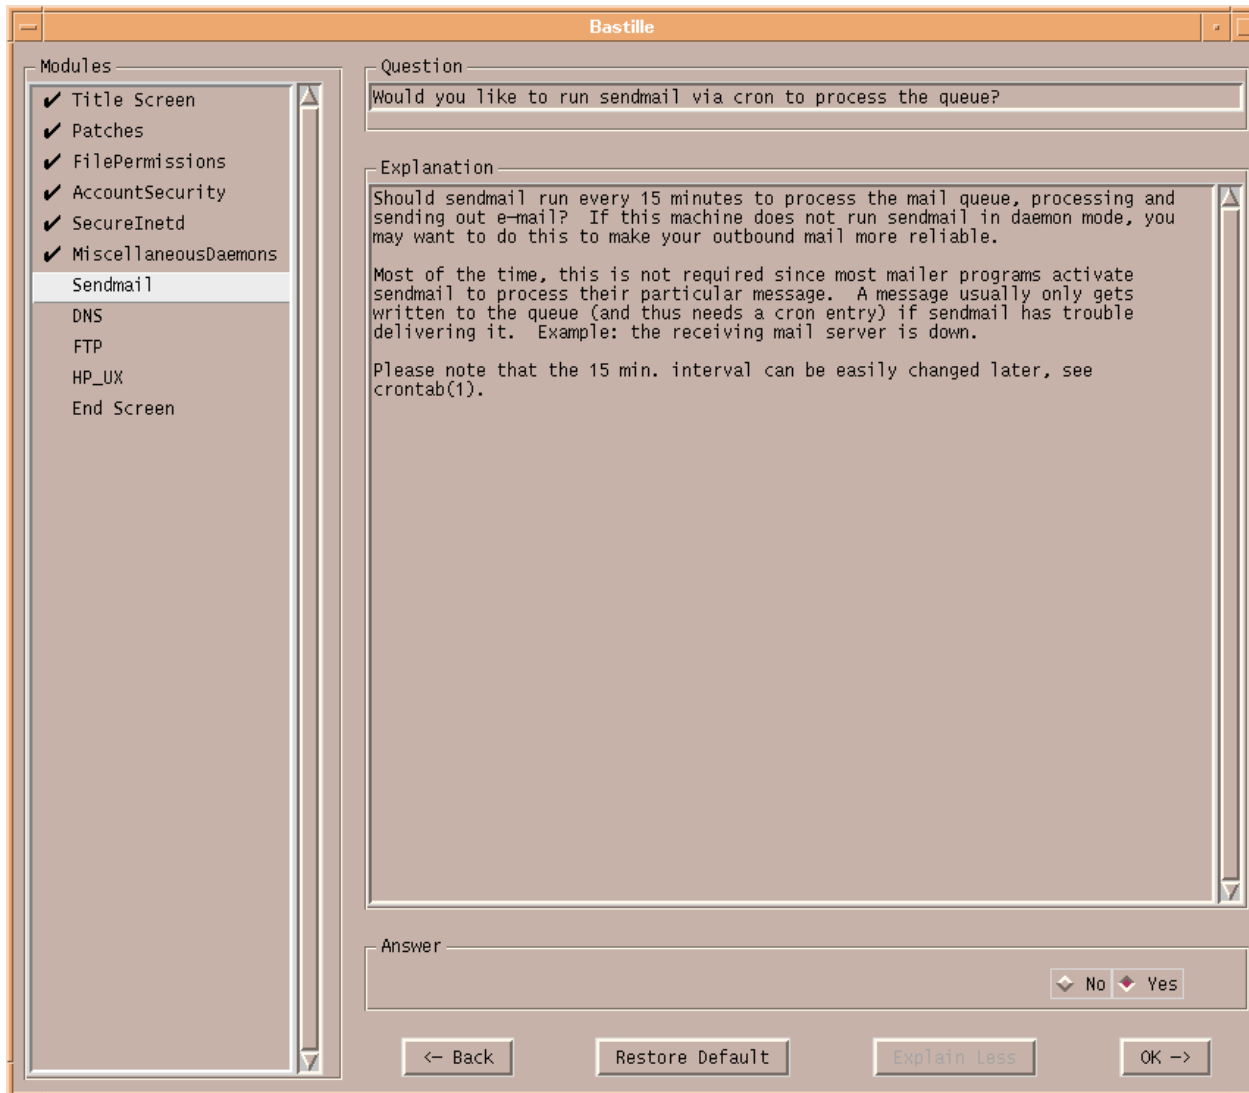 Bastille
Modules
Title Screen
Patches
FilePermissions
AccountSecurity
SecureInetd
MiscellaneousDaemons
Sendmail
DNS
FTP
HP_UX
End Screen
Question
Would you like to run sendmail via cron to process the queue?
Explanation
Should sendmail run every 15 minutes to process the mail queue, processing and
sending out e-mail?  If this machine does not run sendmail in daemon mode, you
may want to do this to make your outbound mail more reliable.
Most of the time, this is not required since most mailer programs activate
sendmail to process their particular message.  A message usually only gets
written to the queue (and thus needs a cron entry) if sendmail has trouble
delivering it.  Example: the receiving mail server is down.
Please note that the 15 min. interval can be easily changed later, see
crontab(1).
Answer
No Yes
<- Back Restore Default Explain Less OK ->